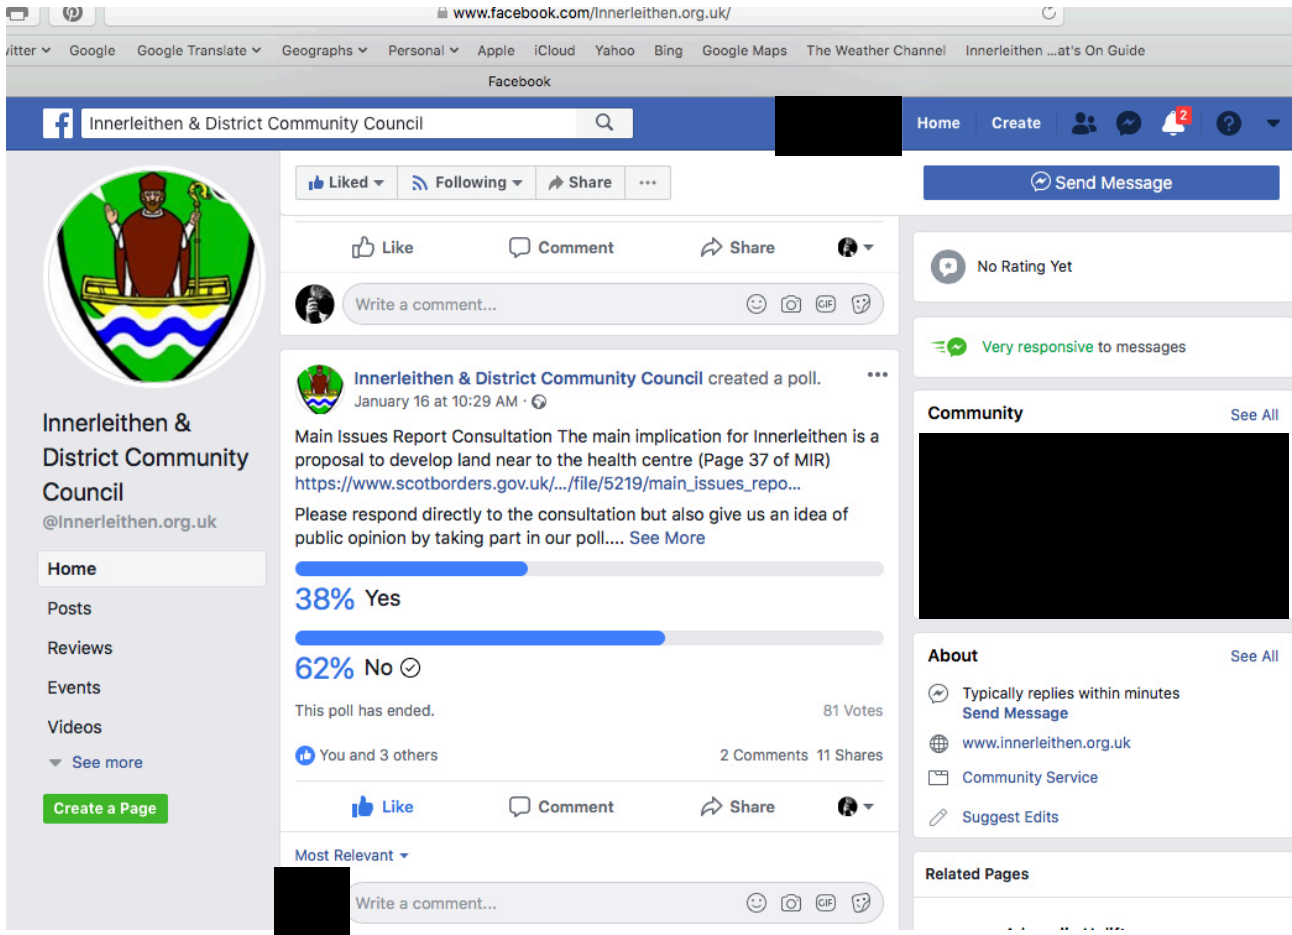 www.facebook.com/Innerleithen.org.uk/
vitter Google Google Translate Geographs Personal Apple iCloud Yahoo Bing Google Maps The Weather Channel Innerleithen ...at's On Guide
Facebook
Innerleithen & District Community Council
Home Create 2
Liked Following Share
Send Message
Like Comment Share
No Rating Yet
Write a comment...
GIF
Very responsive to messages
Innerleithen &
District Community
Council
@Innerleithen.org.uk
Home
Posts
Reviews
Events
Videos
See more
Create a Page
Innerleithen & District Community Council created a poll.
January 16 at 10:29 AM ·
Main Issues Report Consultation The main implication for Innerleithen is a
proposal to develop land near to the health centre (Page 37 of MIR)
https://www.scotborders.gov.uk/.../file/5219/main_issues_repo...
Please respond directly to the consultation but also give us an idea of
public opinion by taking part in our poll.... See More
38% Yes
62% No
This poll has ended. 81 Votes
You and 3 others 2 Comments 11 Shares
Like Comment Share
Most Relevant
Write a comment...
GIF
Community See All
About See All
Typically replies within minutes
Send Message
www.innerleithen.org.uk
Community Service
Suggest Edits
Related Pages